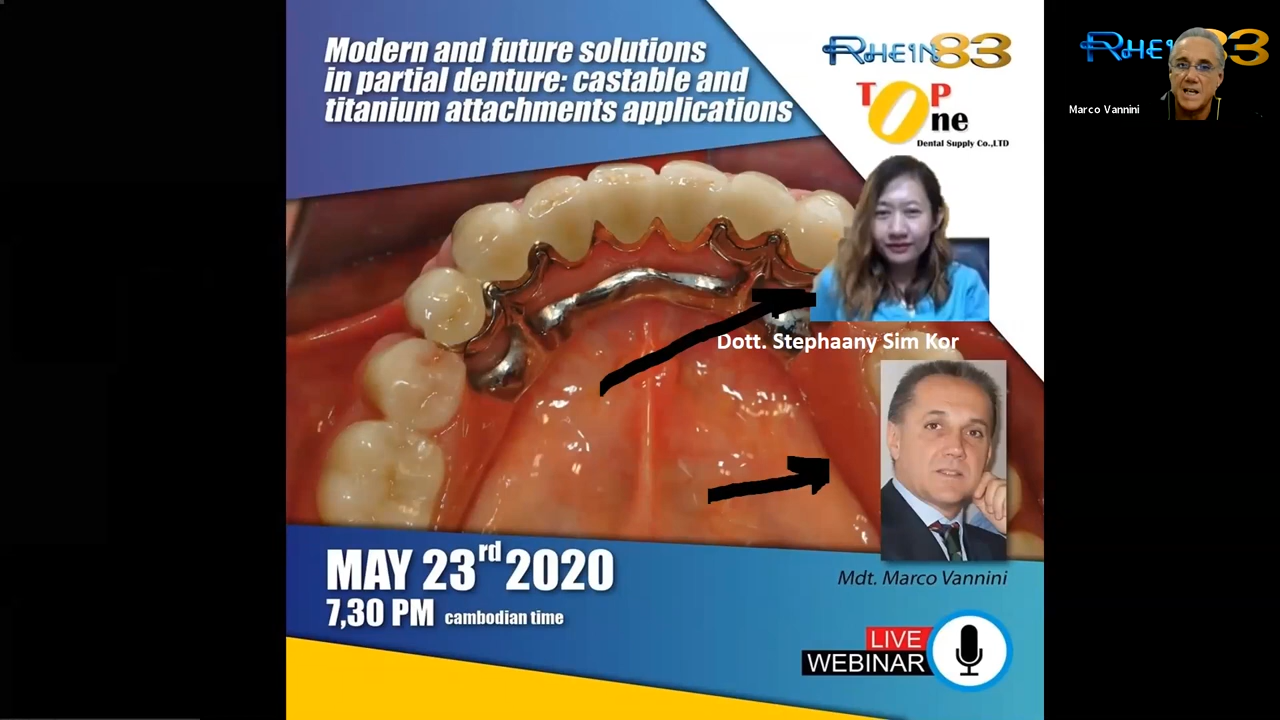 Modern and future solutions
in partial denture: castable and
titanium attachments applications
RHEIN83
TOP
One
Dental Supply Co.,LTD
Dott. Stephaany Sim Kor
Mdt. Marco Vannini
MAY 23rd 2020
7,30 PM cambodian time
LIVE
WEBINAR
RHEIN83
Marco Vannini